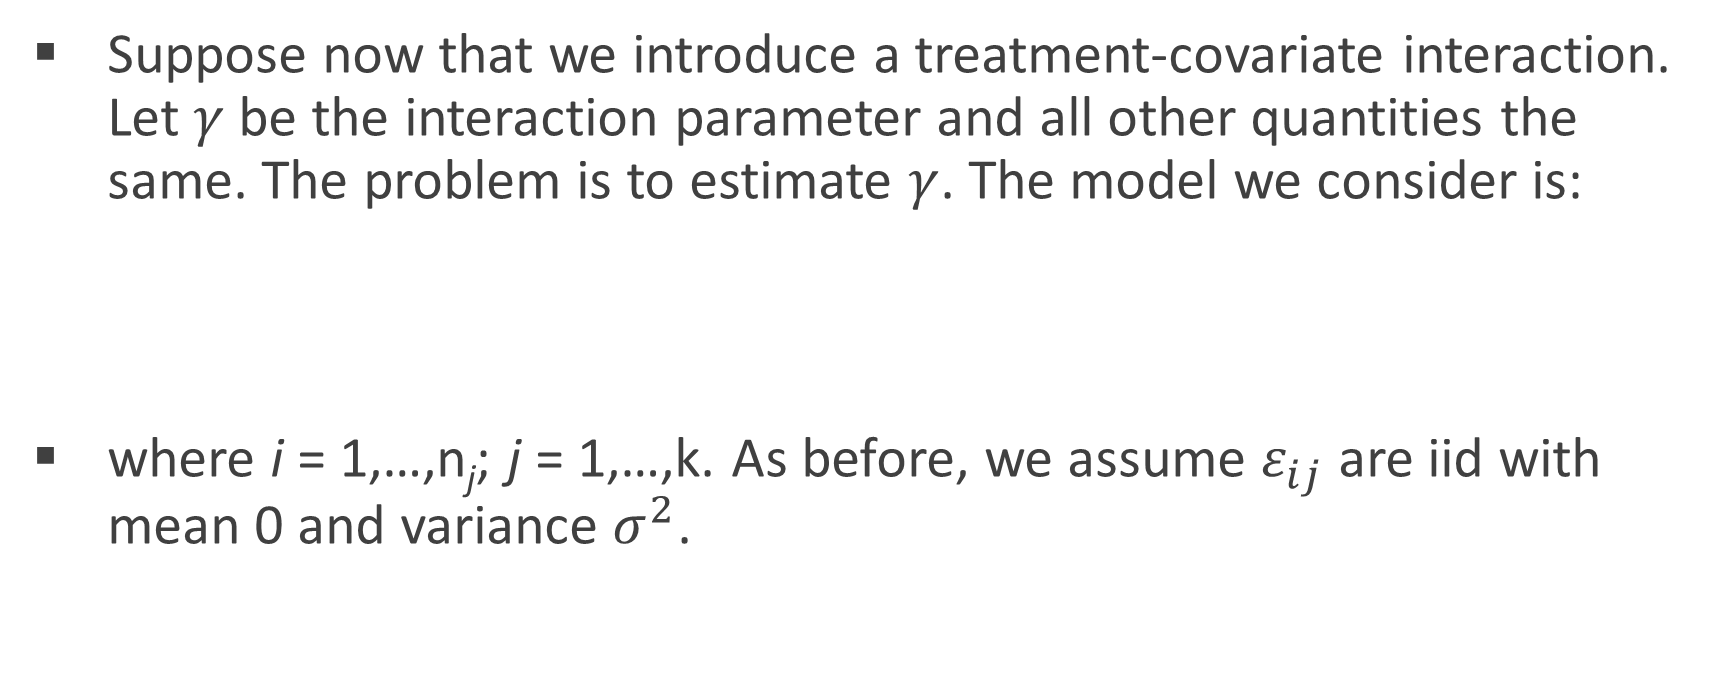 ▪ Suppose now that we introduce a treatment-covariate interaction.
Let γ be the interaction parameter and all other quantities the
same. The problem is to estimate γ. The model we consider is:
▪ where i = 1,…,nⱼ; j = 1,…,k. As before, we assume εᵢⱼ are iid with
mean 0 and variance σ².